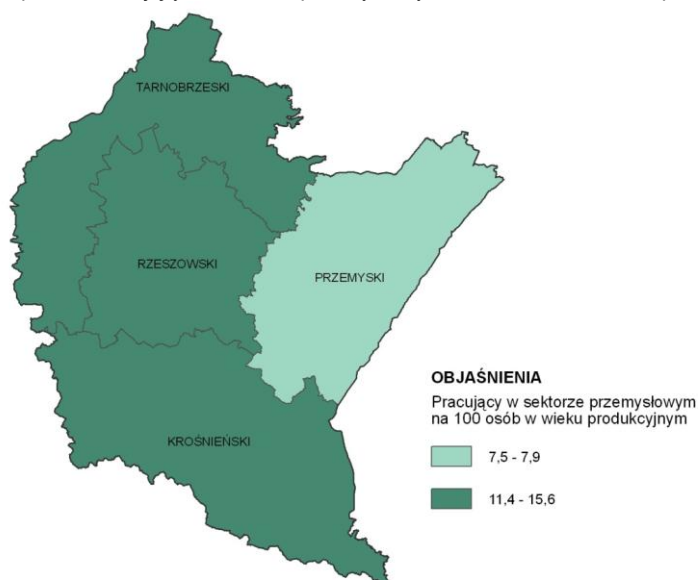 TARNOBRZESKI
RZESZOWSKI
PRZEMYSKI
KROŚNIEŃSKI
OBJAŚNIENIA
Pracujący w sektorze przemysłowym
na 100 osób w wieku produkcyjnym
7,5 - 7,9
11,4 - 15,6